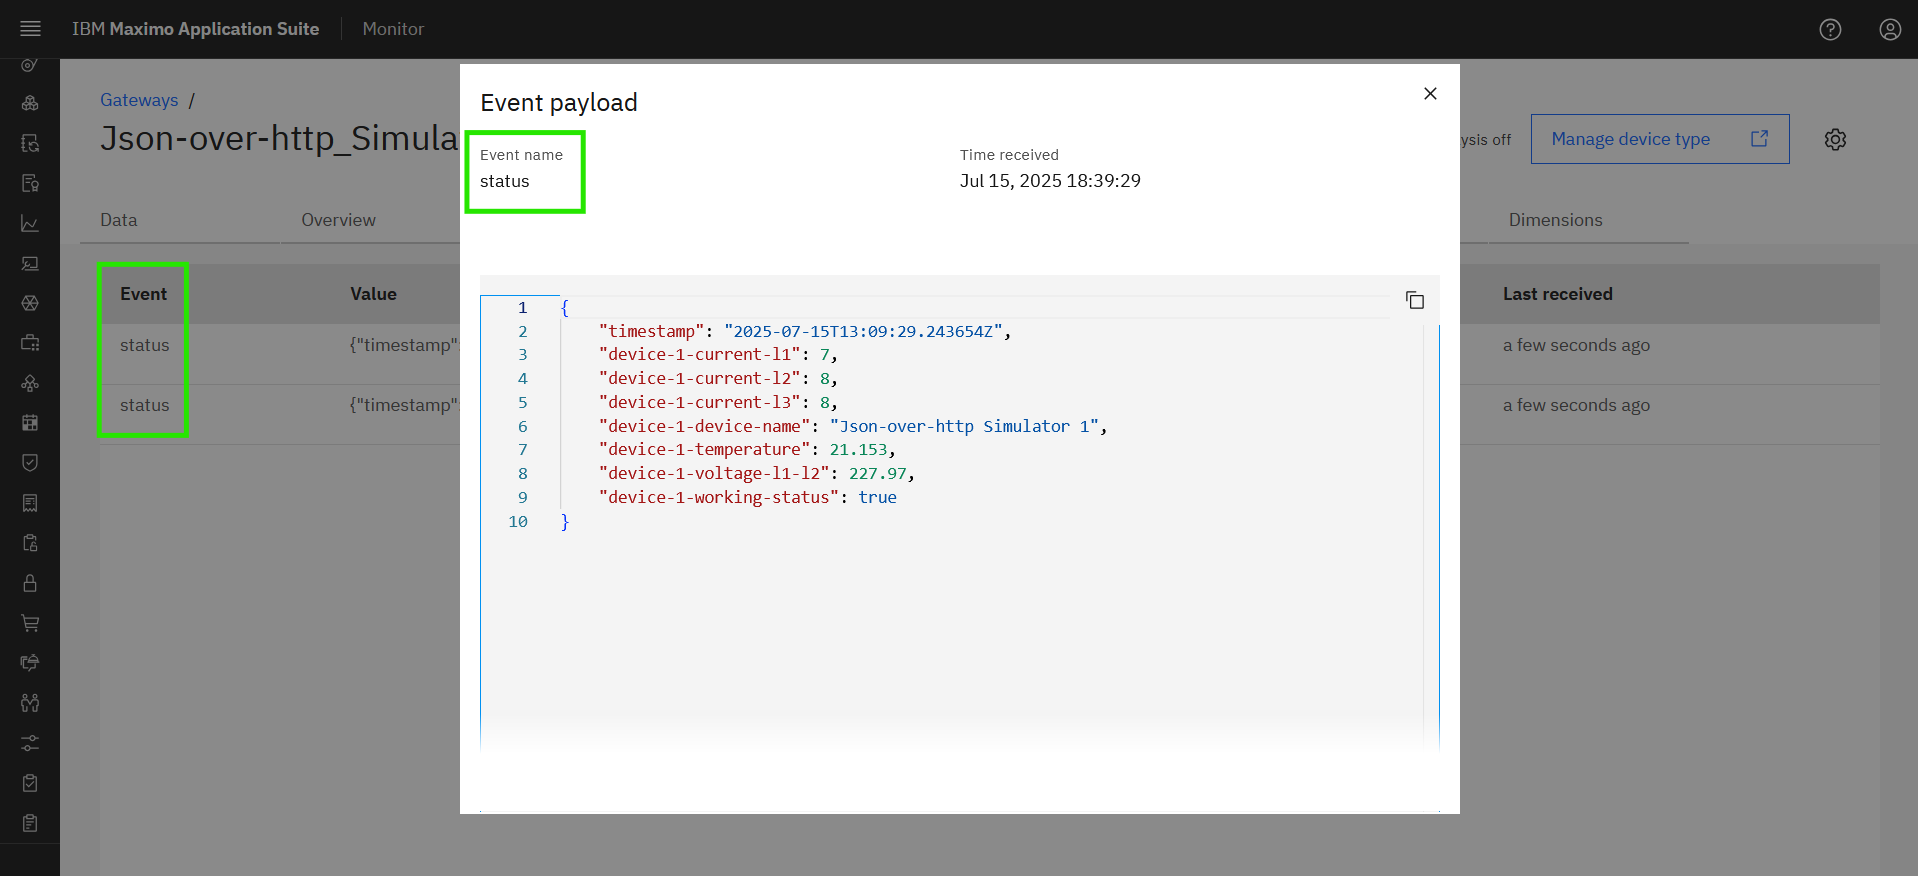 IBM Maximo Application Suite
Monitor
Gateways /
Json-over-http_Simula
ysis off
Manage device type
Data
Overview
Dimensions
Event
Value
Last received
status
{"timestamp":
a few seconds ago
status
{"timestamp":
a few seconds ago
Event payload
Event name
status
Time received
Jul 15, 2025 18:39:29
1 {
2 "timestamp": "2025-07-15T13:09:29.243654Z",
3 "device-1-current-l1": 7,
4 "device-1-current-l2": 8,
5 "device-1-current-l3": 8,
6 "device-1-device-name": "Json-over-http Simulator 1",
7 "device-1-temperature": 21.153,
8 "device-1-voltage-l1-l2": 227.97,
9 "device-1-working-status": true
10 }